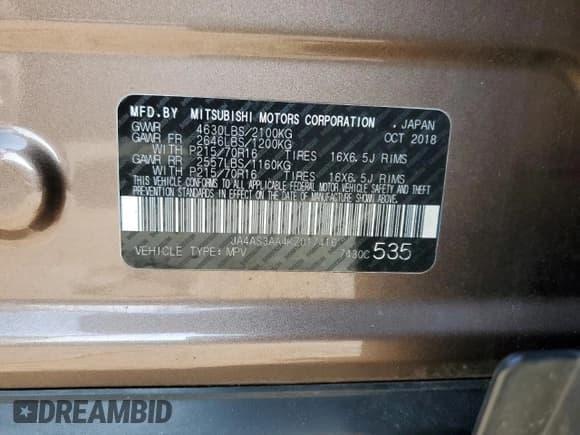 MFD.BY MITSUBISHI MOTORS CORPORATION . JAPAN
GVWR 4630LBS/2100KG OCT 2018
GAWR FR 2646LBS/1200KG
WITH P215/70R16 TIRES 16X6.5J RIMS
GAWR RR 2557LBS/1160KG
WITH P215/70R16 TIRES 16X6.5J RIMS
THIS VEHICLE CONFORMS TO ALL APPLICABLE FEDERAL MOTOR VEHICLE SAFETY AND THEFT
PREVENTION STANDARDS IN EFFECT ON THE DATE OF MANUFACTURE SHOWN ABOVE.
VEHICLE TYPE: MPV 7430C 535
DREAMBID